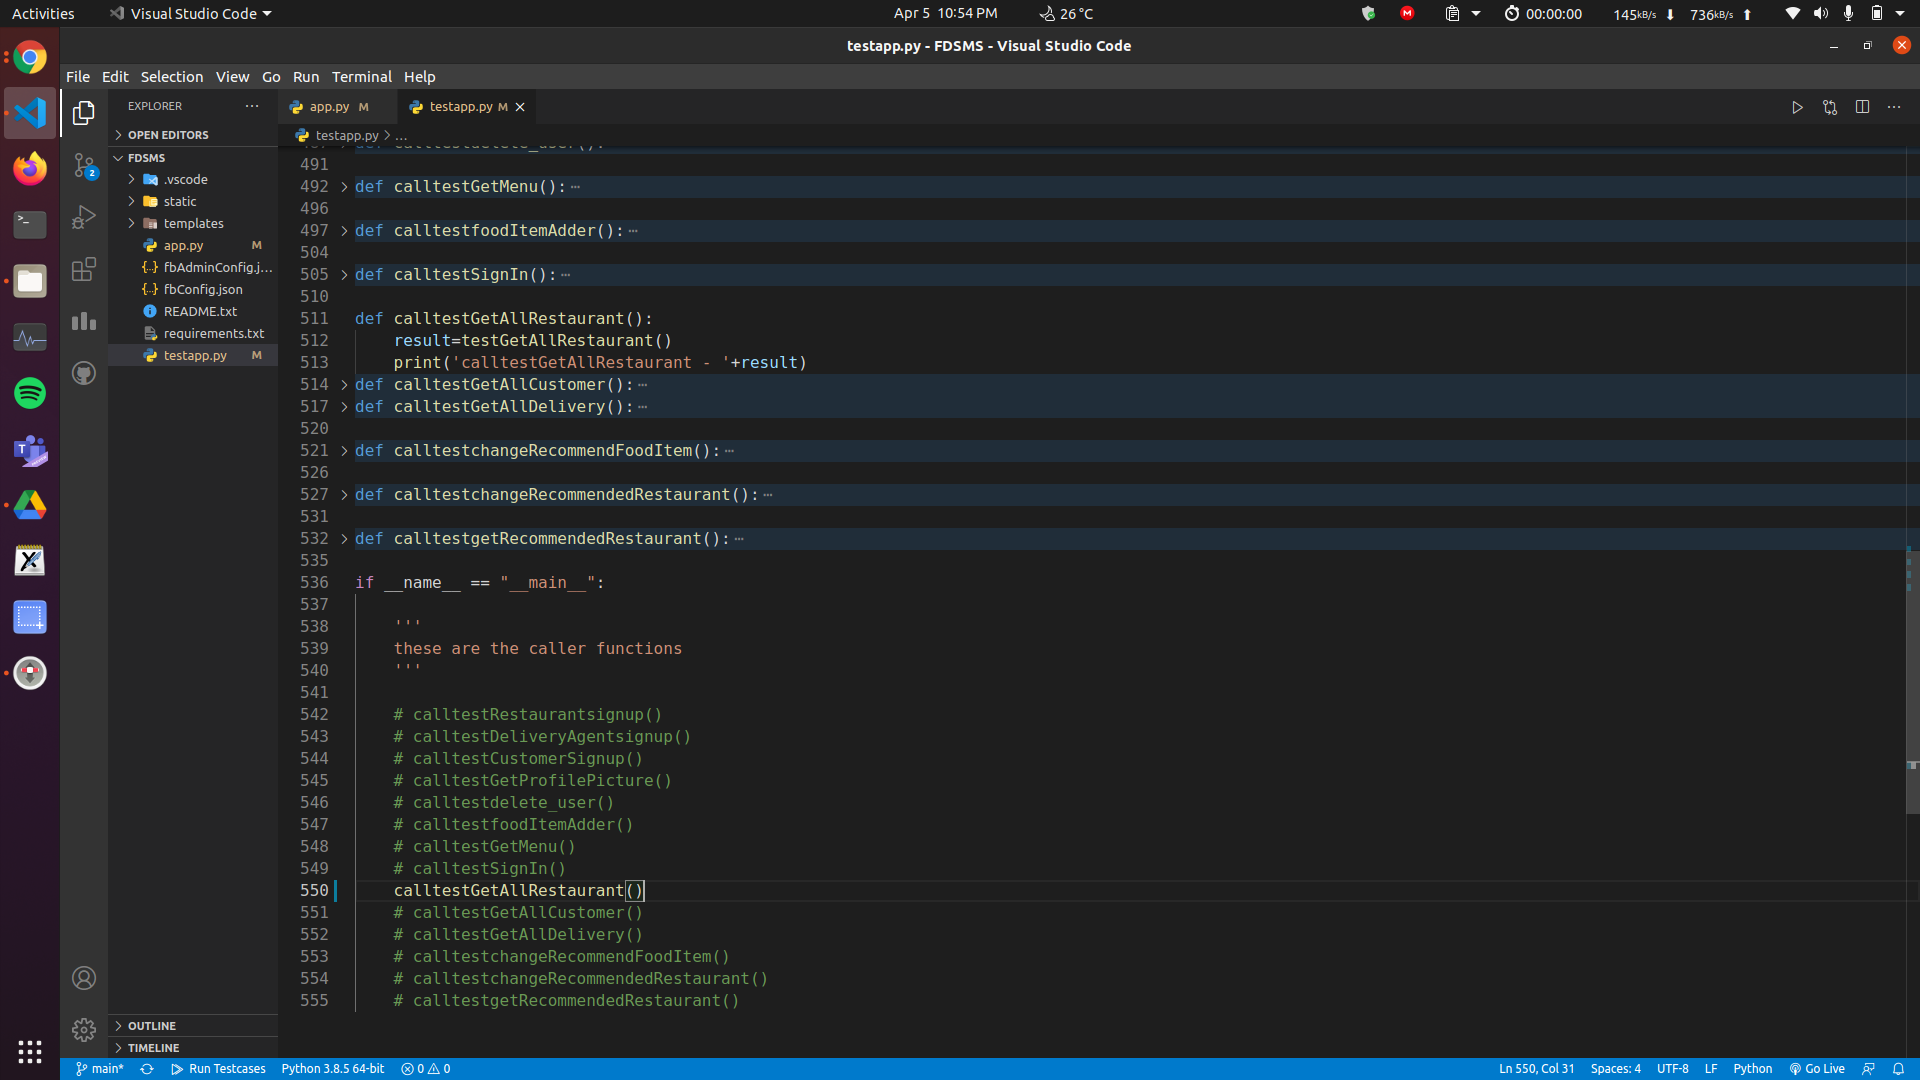 Activities
Visual Studio Code
Apr 5 10:54 PM
26 °C
00:00:00
145kB/s
736kB/s
testapp.py - FDSMS - Visual Studio Code
File Edit Selection View Go Run Terminal Help
EXPLORER
app.py M
testapp.py M
testapp.py > ...
OPEN EDITORS
FDSMS
.vscode
static
templates
app.py M
fbAdminConfig.j...
fbConfig.json
README.txt
requirements.txt
testapp.py M
OUTLINE
TIMELINE
491
492 def calltestGetMenu():
496
497 def calltestfoodItemAdder():
504
505 def calltestSignIn():
510
511 def calltestGetAllRestaurant():
512 result=testGetAllRestaurant()
513 print('calltestGetAllRestaurant - '+result)
514 def calltestGetAllCustomer():
517 def calltestGetAllDelivery():
520
521 def calltestchangeRecommendFoodItem():
526
527 def calltestchangeRecommendedRestaurant():
531
532 def calltestgetRecommendedRestaurant():
535
536 if __name__ == "__main__":
537
538 '''
539 these are the caller functions
540 '''
541
542 # calltestRestaurantsignup()
543 # calltestDeliveryAgentsignup()
544 # calltestCustomerSignup()
545 # calltestGetProfilePicture()
546 # calltestdelete_user()
547 # calltestfoodItemAdder()
548 # calltestGetMenu()
549 # calltestSignIn()
550 calltestGetAllRestaurant()
551 # calltestGetAllCustomer()
552 # calltestGetAllDelivery()
553 # calltestchangeRecommendFoodItem()
554 # calltestchangeRecommendedRestaurant()
555 # calltestgetRecommendedRestaurant()
main* Run Testcases Python 3.8.5 64-bit 0 0
Ln 550, Col 31 Spaces: 4 UTF-8 LF Python Go Live